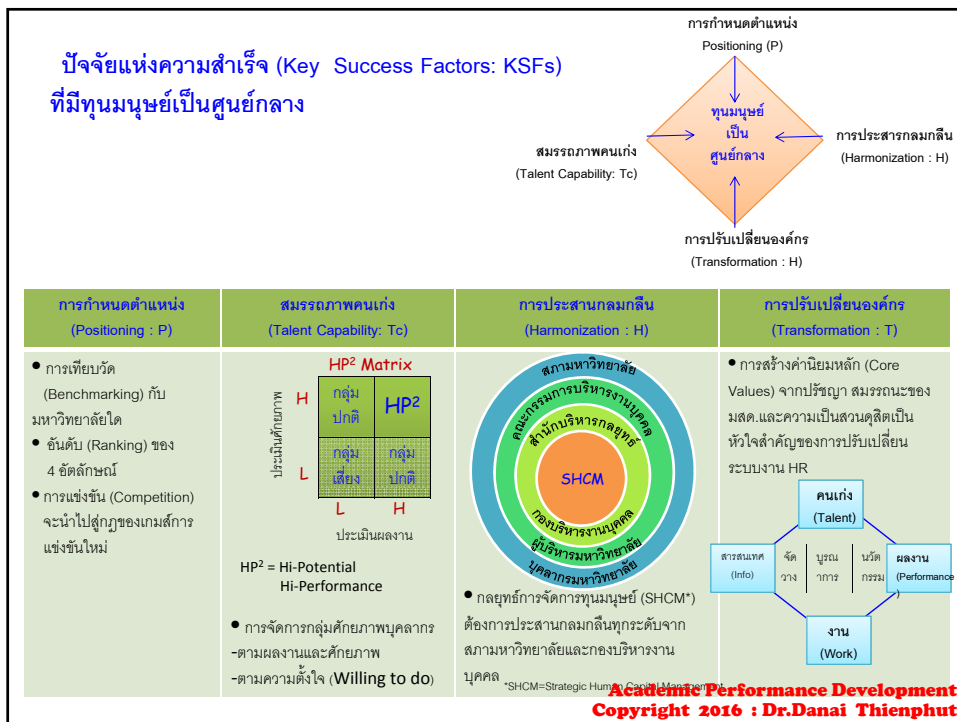 ปัจจัยแห่งความสำเร็จ (Key Success Factors: KSFs)
ที่มีทุนมนุษย์เป็นศูนย์กลาง
การกำหนดตำแหน่ง
Positioning (P)
ทุนมนุษย์
เป็น
ศูนย์กลาง
สมรรถภาพคนเก่ง
(Talent Capability: Tc)
การประสารกลมกลืน
(Harmonization : H)
การปรับเปลี่ยนองค์กร
(Transformation : H)
การกำหนดตำแหน่ง
(Positioning : P)
สมรรถภาพคนเก่ง
(Talent Capability: Tc)
การประสานกลมกลืน
(Harmonization : H)
การปรับเปลี่ยนองค์กร
(Transformation : T)
• การเทียบวัด
(Benchmarking) กับ
มหาวิทยาลัยใด
• อันดับ (Ranking) ของ
4 อัตลักษณ์
• การแข่งขัน (Competition)
จะนำไปสู่กฎของเกมส์การ
แข่งขันใหม่
HP² Matrix
ประเมินศักยภาพ
H
กลุ่ม
ปกติ
HP²
L
กลุ่ม
เสี่ยง
กลุ่ม
ปกติ
L H
ประเมินผลงาน
HP² = Hi-Potential
Hi-Performance
• การจัดการกลุ่มศักยภาพบุคลากร
-ตามผลงานและศักยภาพ
-ตามความตั้งใจ (Willing to do)
สภามหาวิทยาลัย
คณะกรรมการบริหารงานบุคคล
สำนักบริหารกลยุทธ์
SHCM
กองบริหารงานบุคคล
ผู้บริหารมหาวิทยาลัย
บุคลากรมหาวิทยาลัย
• กลยุทธ์การจัดการทุนมนุษย์ (SHCM*)
ต้องการประสานกลมกลืนทุกระดับจาก
สภามหาวิทยาลัยและกองบริหารงาน
บุคคล
*SHCM=Strategic Human Capital Management
• การสร้างค่านิยมหลัก (Core
Values) จากปรัชญา สมรรถนะของ
มสด.และความเป็นสวนดุสิตเป็น
หัวใจสำคัญของการปรับเปลี่ยน
ระบบงาน HR
คนเก่ง
(Talent)
สารสนเทศ
(Info)
จัด
วาง
บูรณ
าการ
นวัต
กรรม
ผลงาน
(Performance
)
งาน
(Work)
Academic Performance Development
Copyright 2016 : Dr.Danai Thienphut